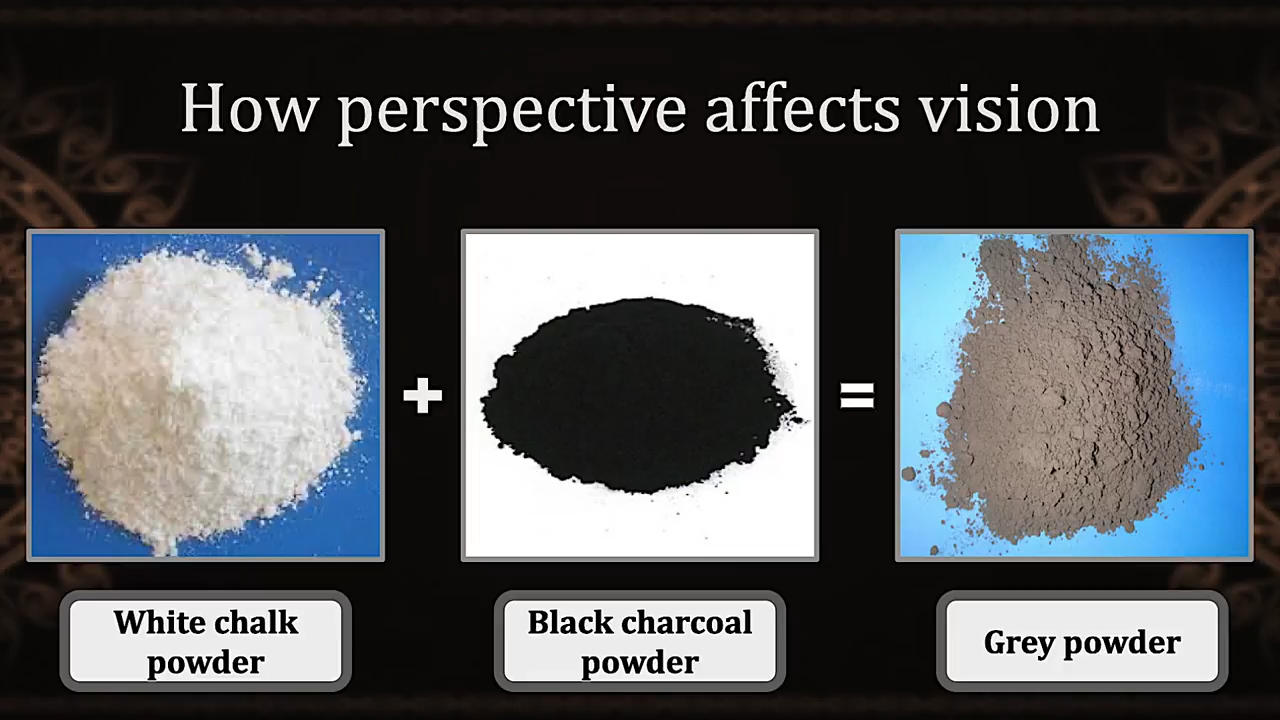 How perspective affects vision
White chalk
powder
Black charcoal
powder
Grey powder